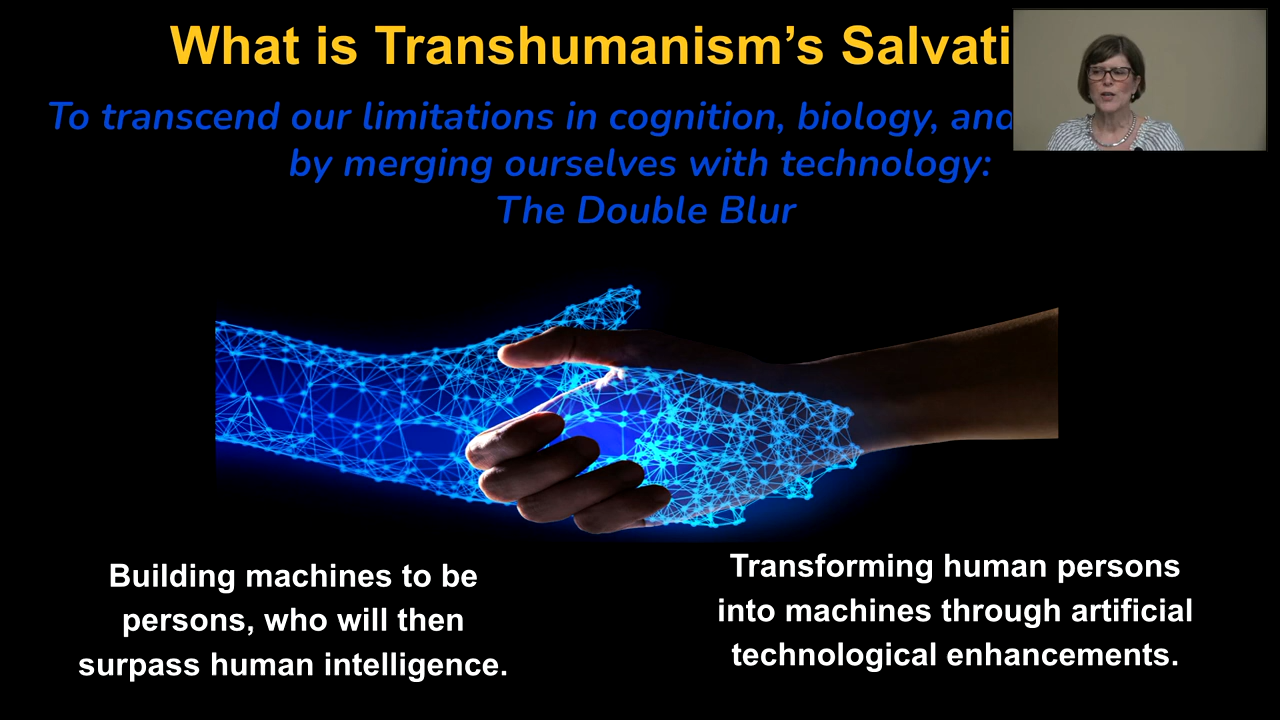 What is Transhumanism’s Salvati
To transcend our limitations in cognition, biology, and
by merging ourselves with technology:
The Double Blur
Building machines to be
persons, who will then
surpass human intelligence.
Transforming human persons
into machines through artificial
technological enhancements.